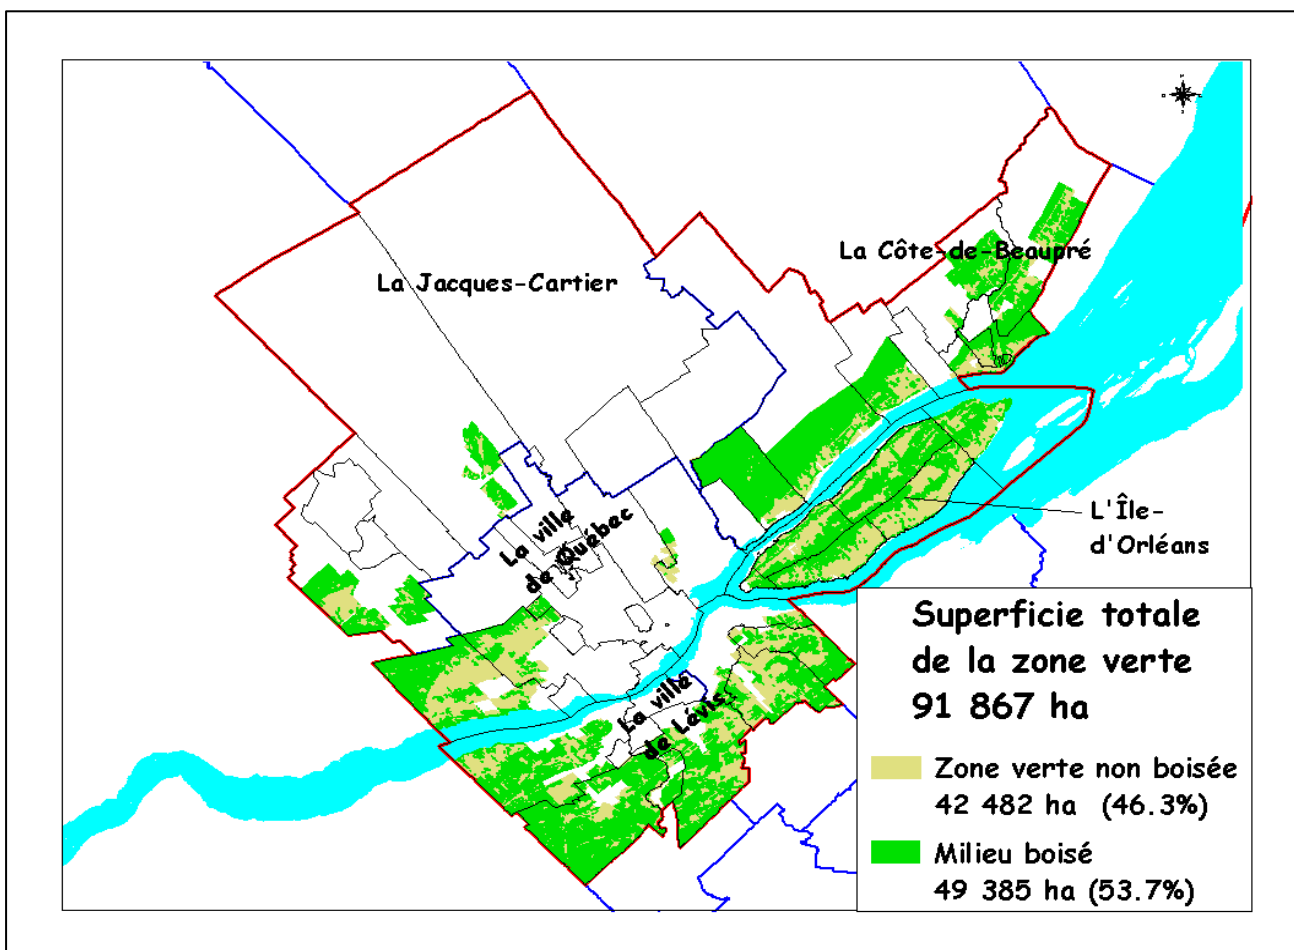 La Côte-de-Beaupré
La Jacques-Cartier
L'Île-
d'Orléans
La ville
de Québec
La ville
de Lévis
Superficie totale
de la zone verte
91 867 ha
Zone verte non boisée
42 482 ha (46.3%)
Milieu boisé
49 385 ha (53.7%)